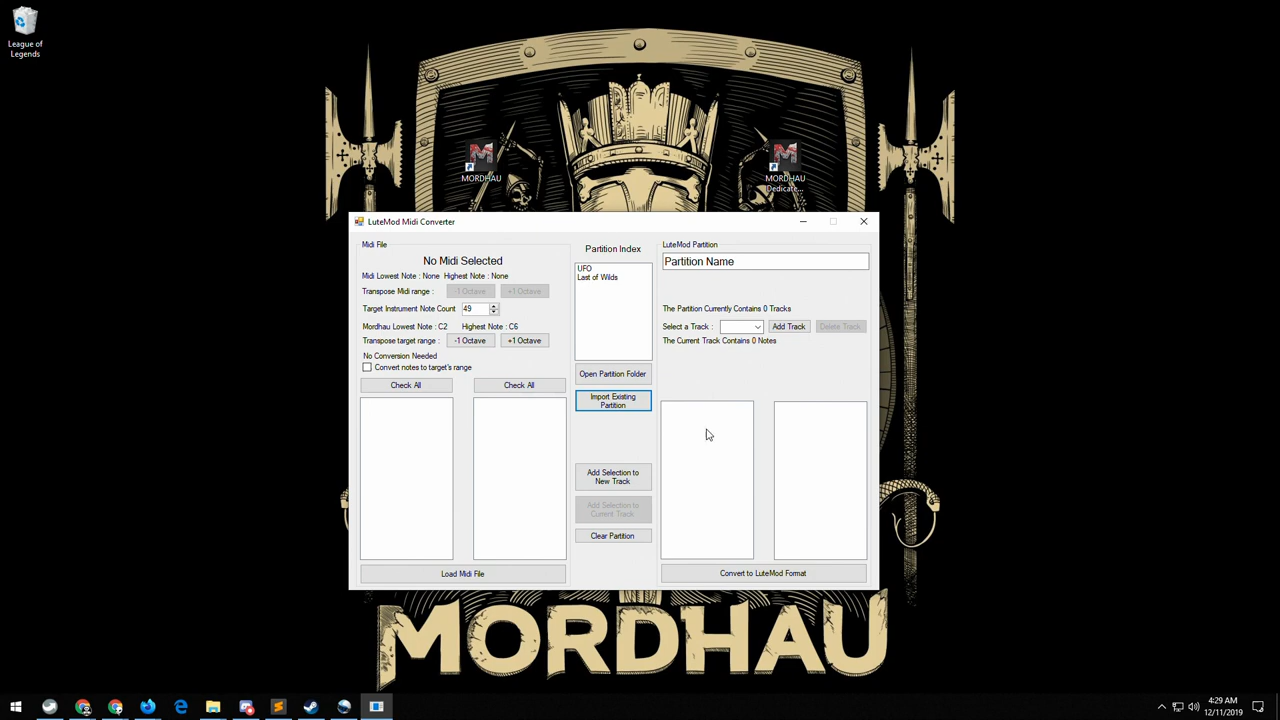 League of
Legends
MORDHAU
MORDHAU
Dedicate...
LuteMod Midi Converter
Midi File
No Midi Selected
Midi Lowest Note : None Highest Note : None
Transpose Midi range :
-1 Octave
+1 Octave
Target Instrument Note Count
49
Mordhau Lowest Note : C2 Highest Note : C6
Transpose target range :
-1 Octave
+1 Octave
No Conversion Needed
Convert notes to target's range
Check All
Check All
Load Midi File
Partition Index
UFO
Last of Wilds
Open Partition Folder
Import Existing
Partition
Add Selection to
New Track
Add Selection to
Current Track
Clear Partition
LuteMod Partition
Partition Name
The Partition Currently Contains 0 Tracks
Select a Track :
Add Track
Delete Track
The Current Track Contains 0 Notes
Convert to LuteMod Format
MORDHAU
4:29 AM
12/11/2019